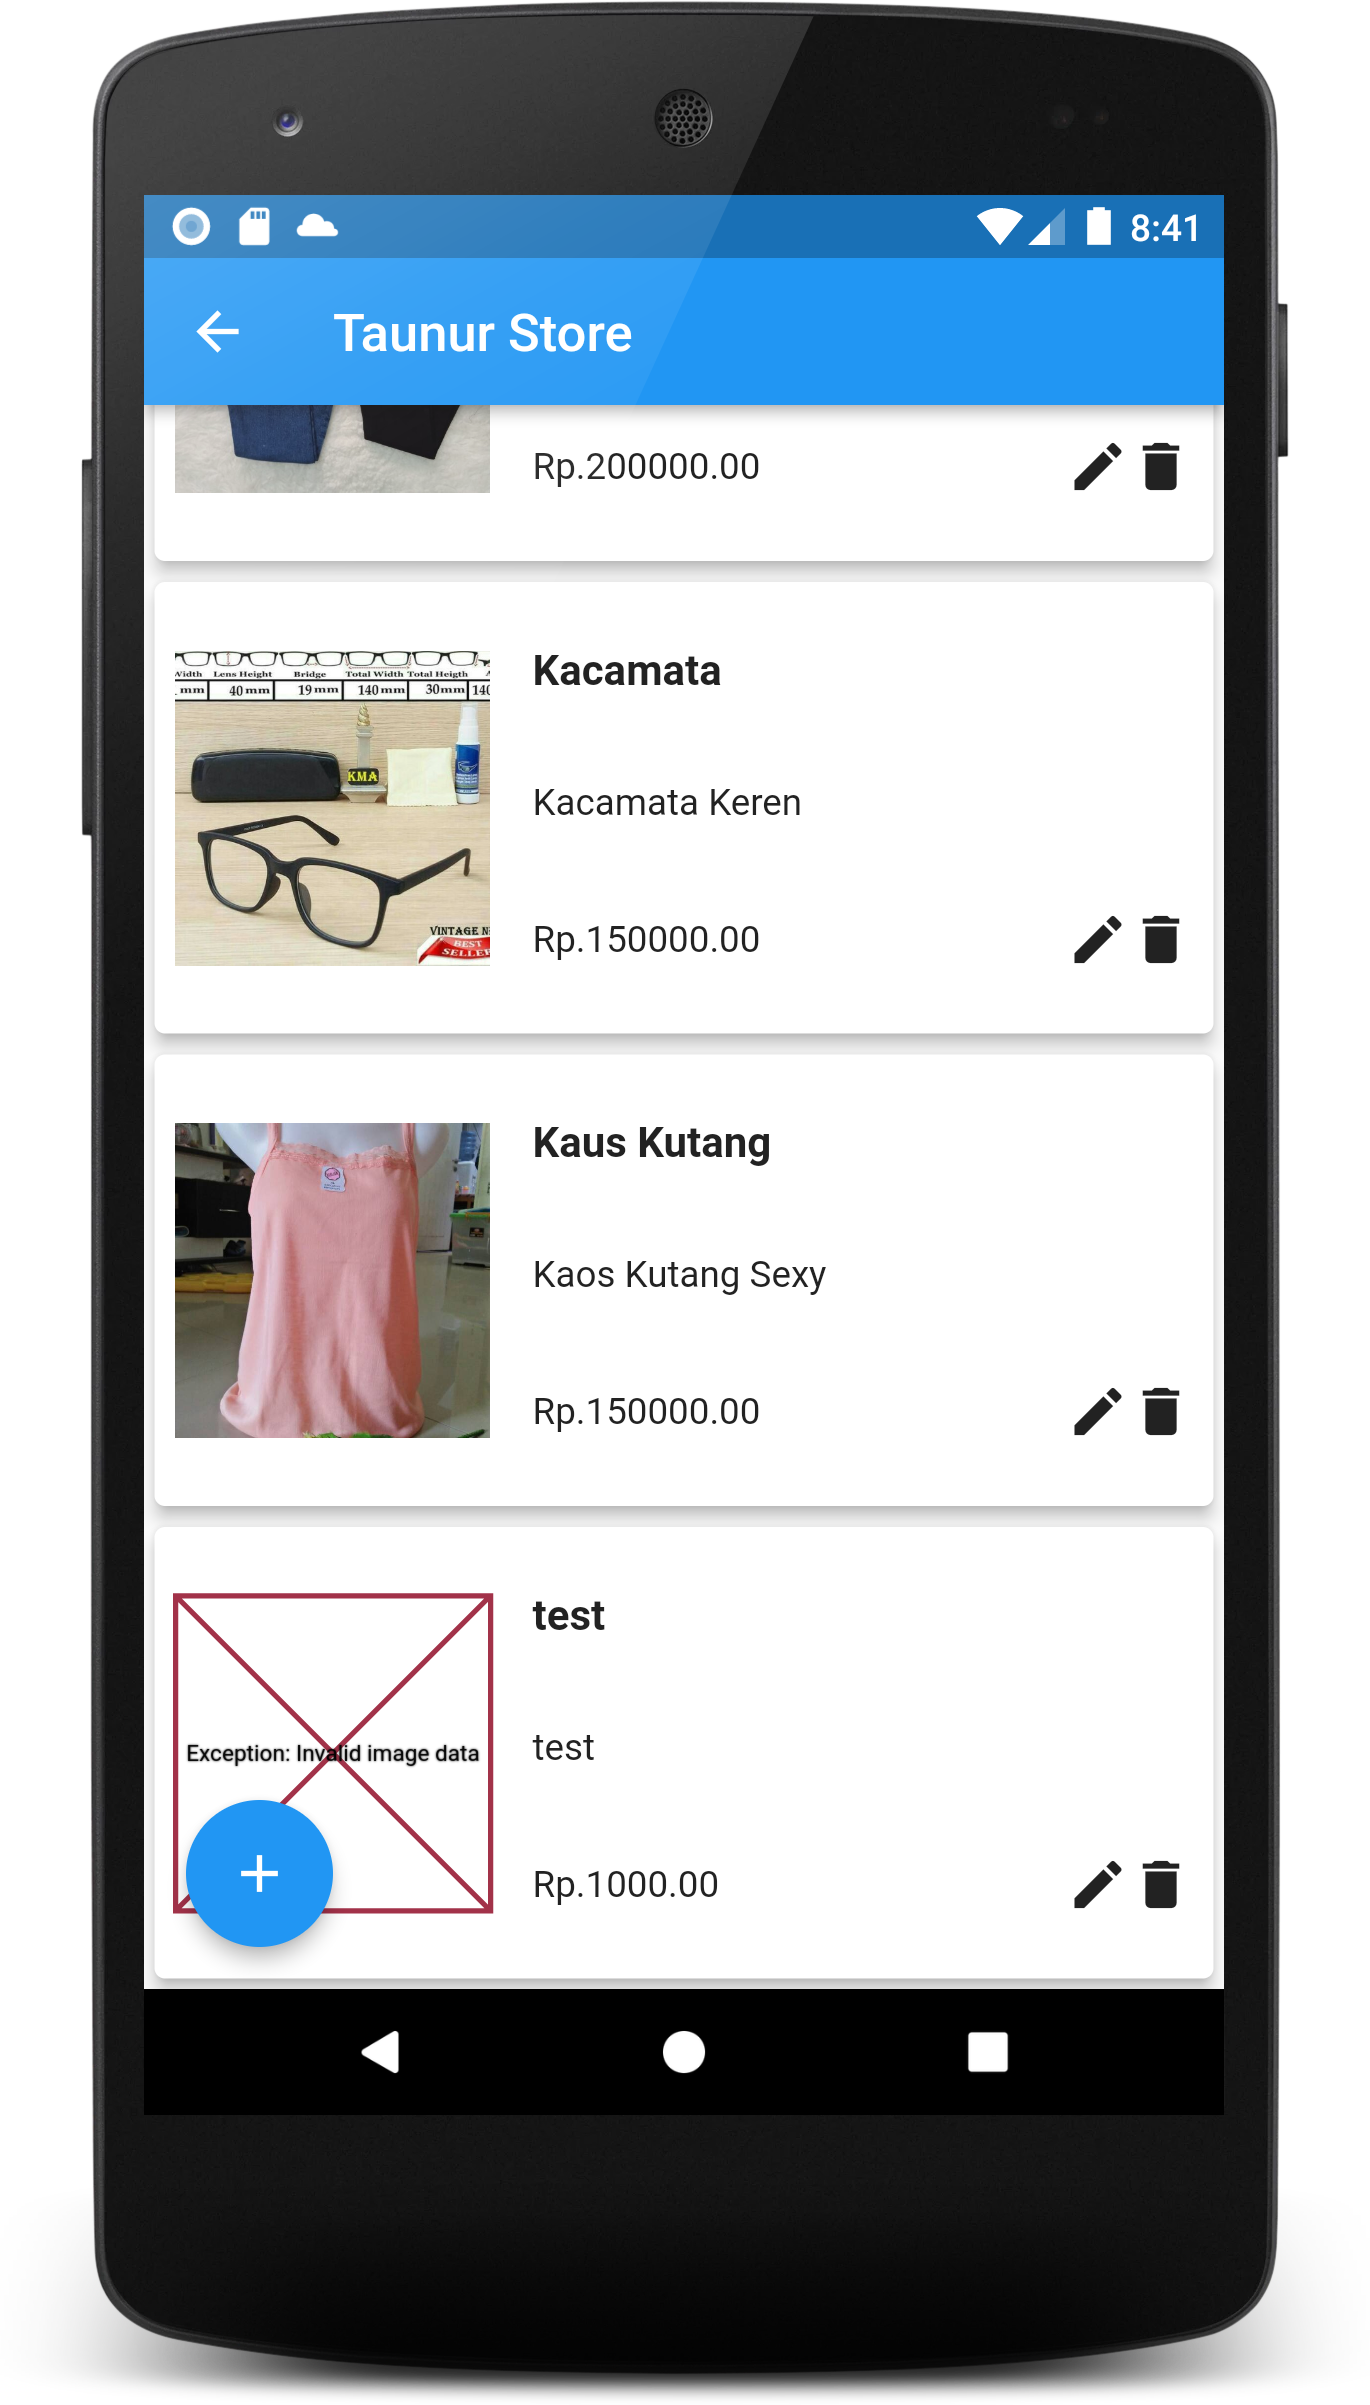 8:41
Taunur Store
Rp.200000.00
Width Lens Height Bridge Total Width Total Heigth
mm 40 mm 19 mm 140 mm 30 mm 140
Kacamata
KMA
Kacamata Keren
VINTAGE
BEST
SELLER
Rp.150000.00
Kaus Kutang
Kaos Kutang Sexy
Rp.150000.00
test
Exception: Invalid image data
test
Rp.1000.00